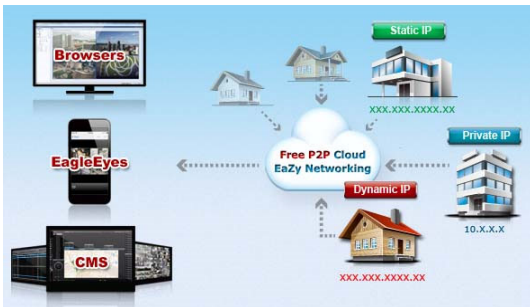 Browsers
EagleEyes
CMS
Free P2P Cloud
EaZy Networking
Static IP
XXX.XXX.XXXX.XX
Private IP
10.X.X.X
Dynamic IP
XXX.XXX.XXXX.XX